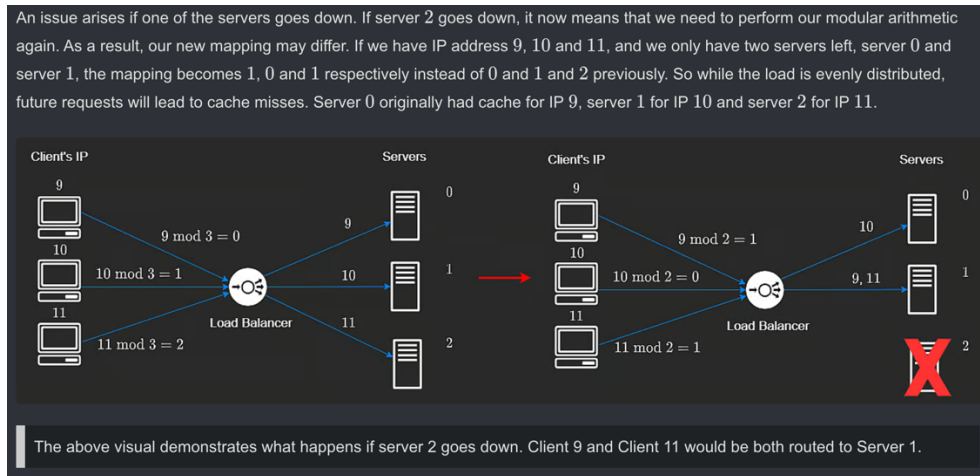 An issue arises if one of the servers goes down. If server 2 goes down, it now means that we need to perform our modular arithmetic
again. As a result, our new mapping may differ. If we have IP address 9, 10 and 11, and we only have two servers left, server 0 and
server 1, the mapping becomes 1, 0 and 1 respectively instead of 0 and 1 and 2 previously. So while the load is evenly distributed,
future requests will lead to cache misses. Server 0 originally had cache for IP 9, server 1 for IP 10 and server 2 for IP 11.
Client's IP
Servers
9
0
9 mod 3 = 0
9
10
10 mod 3 = 1
10
1
11
Load Balancer
11
11 mod 3 = 2
2
Client's IP
Servers
9
0
9 mod 2 = 1
10
10
10 mod 2 = 0
9, 11
1
11
Load Balancer
11 mod 2 = 1
2
X
The above visual demonstrates what happens if server 2 goes down. Client 9 and Client 11 would be both routed to Server 1.